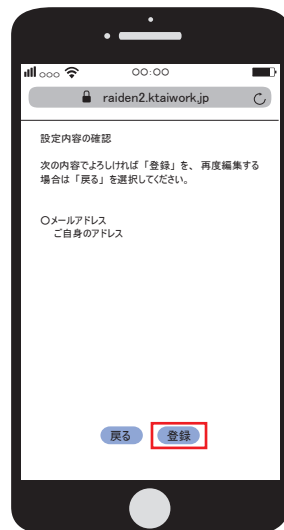 00:00
raiden2.ktaiwork.jp
設定内容の確認
次の内容でよろしければ「登録」を、再度編集する
場合は「戻る」を選択してください。
○メールアドレス
ご自身のアドレス
戻る 登録